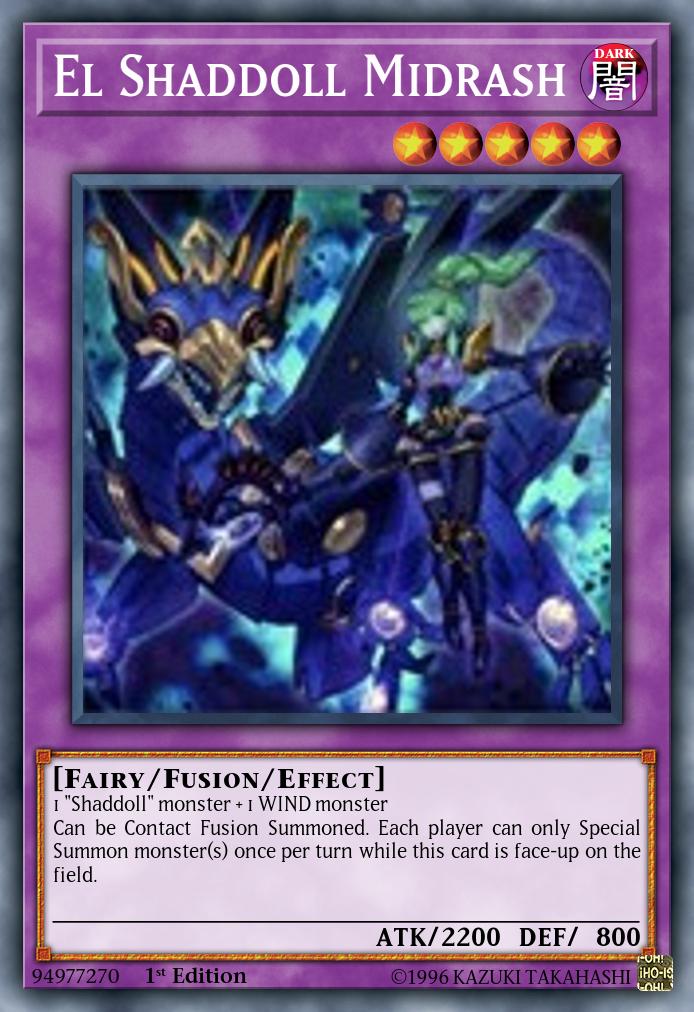 El Shaddoll Midrash
DARK
闇
[Fairy/Fusion/Effect]
1 "Shaddoll" monster + 1 WIND monster
Can be Contact Fusion Summoned. Each player can only Special
Summon monster(s) once per turn while this card is face-up on the
field.
ATK/2200 DEF/ 800
94977270 1st Edition ©1996 KAZUKI TAKAHASHI